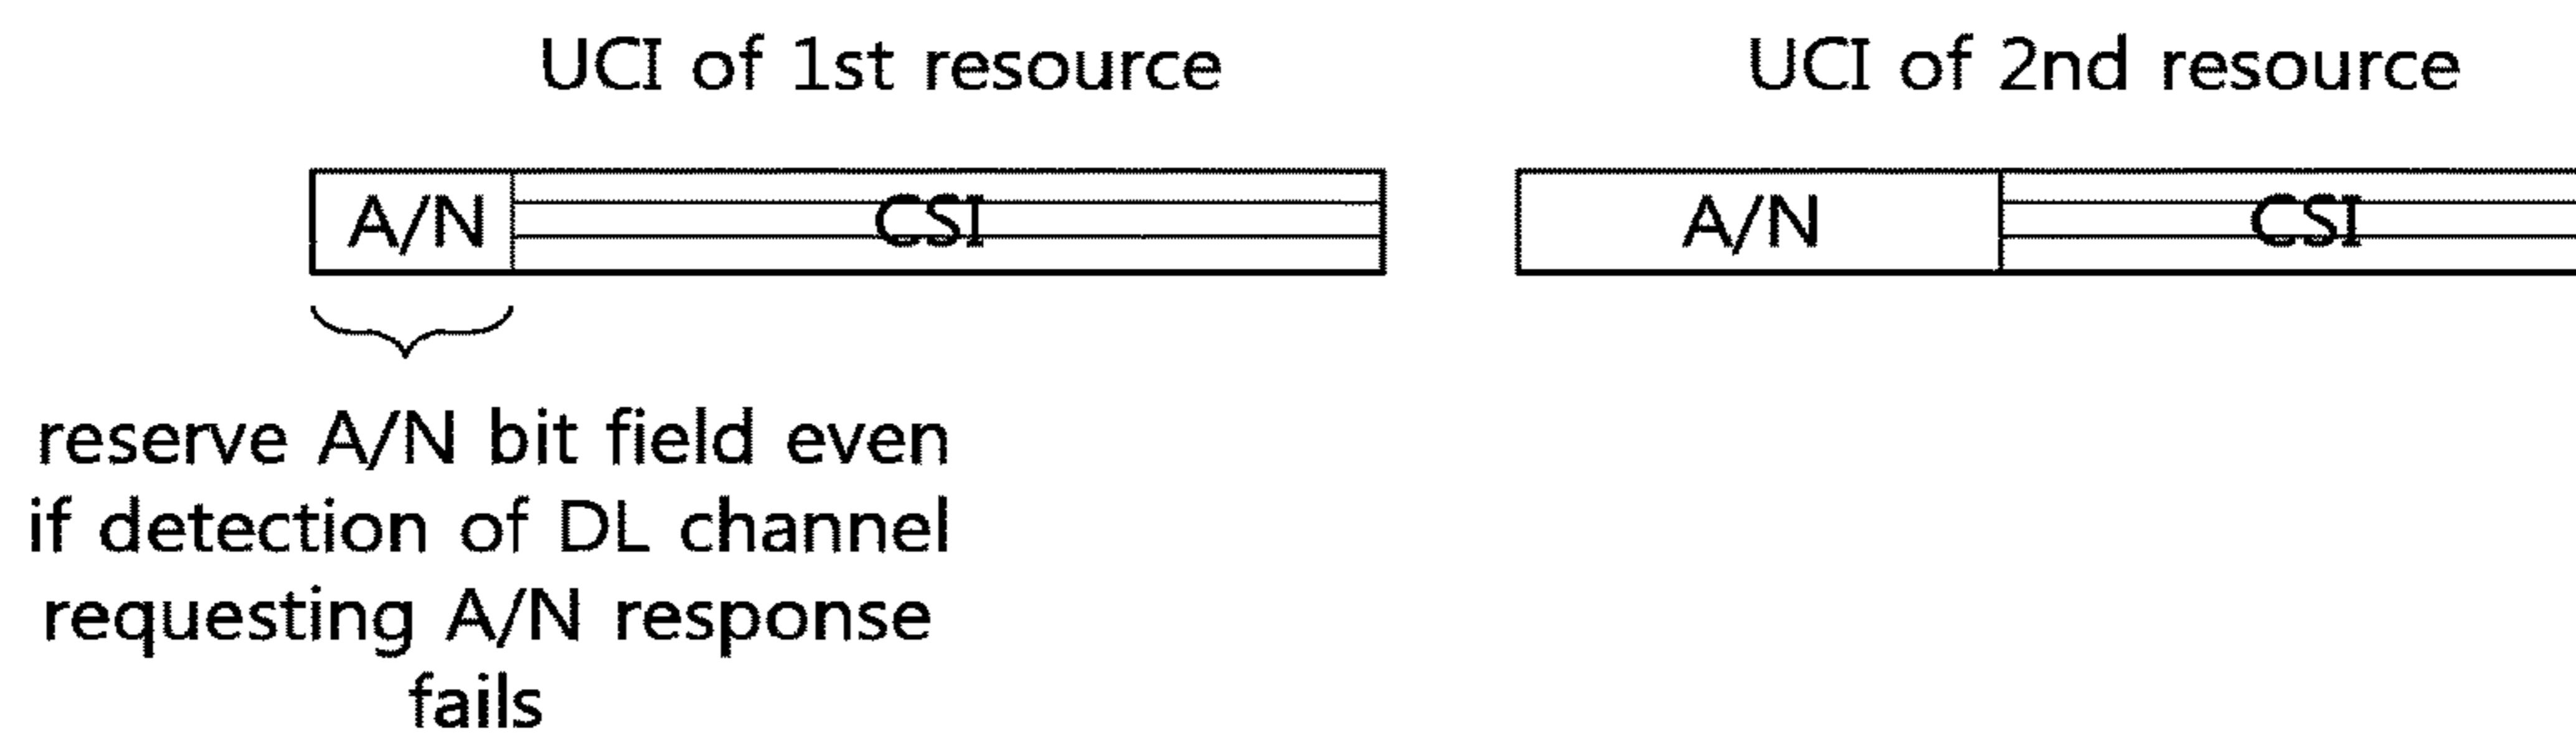 UCI of 1st resource
UCI of 2nd resource
A/N
CSI
A/N
CSI
reserve A/N bit field even
if detection of DL channel
requesting A/N response
fails